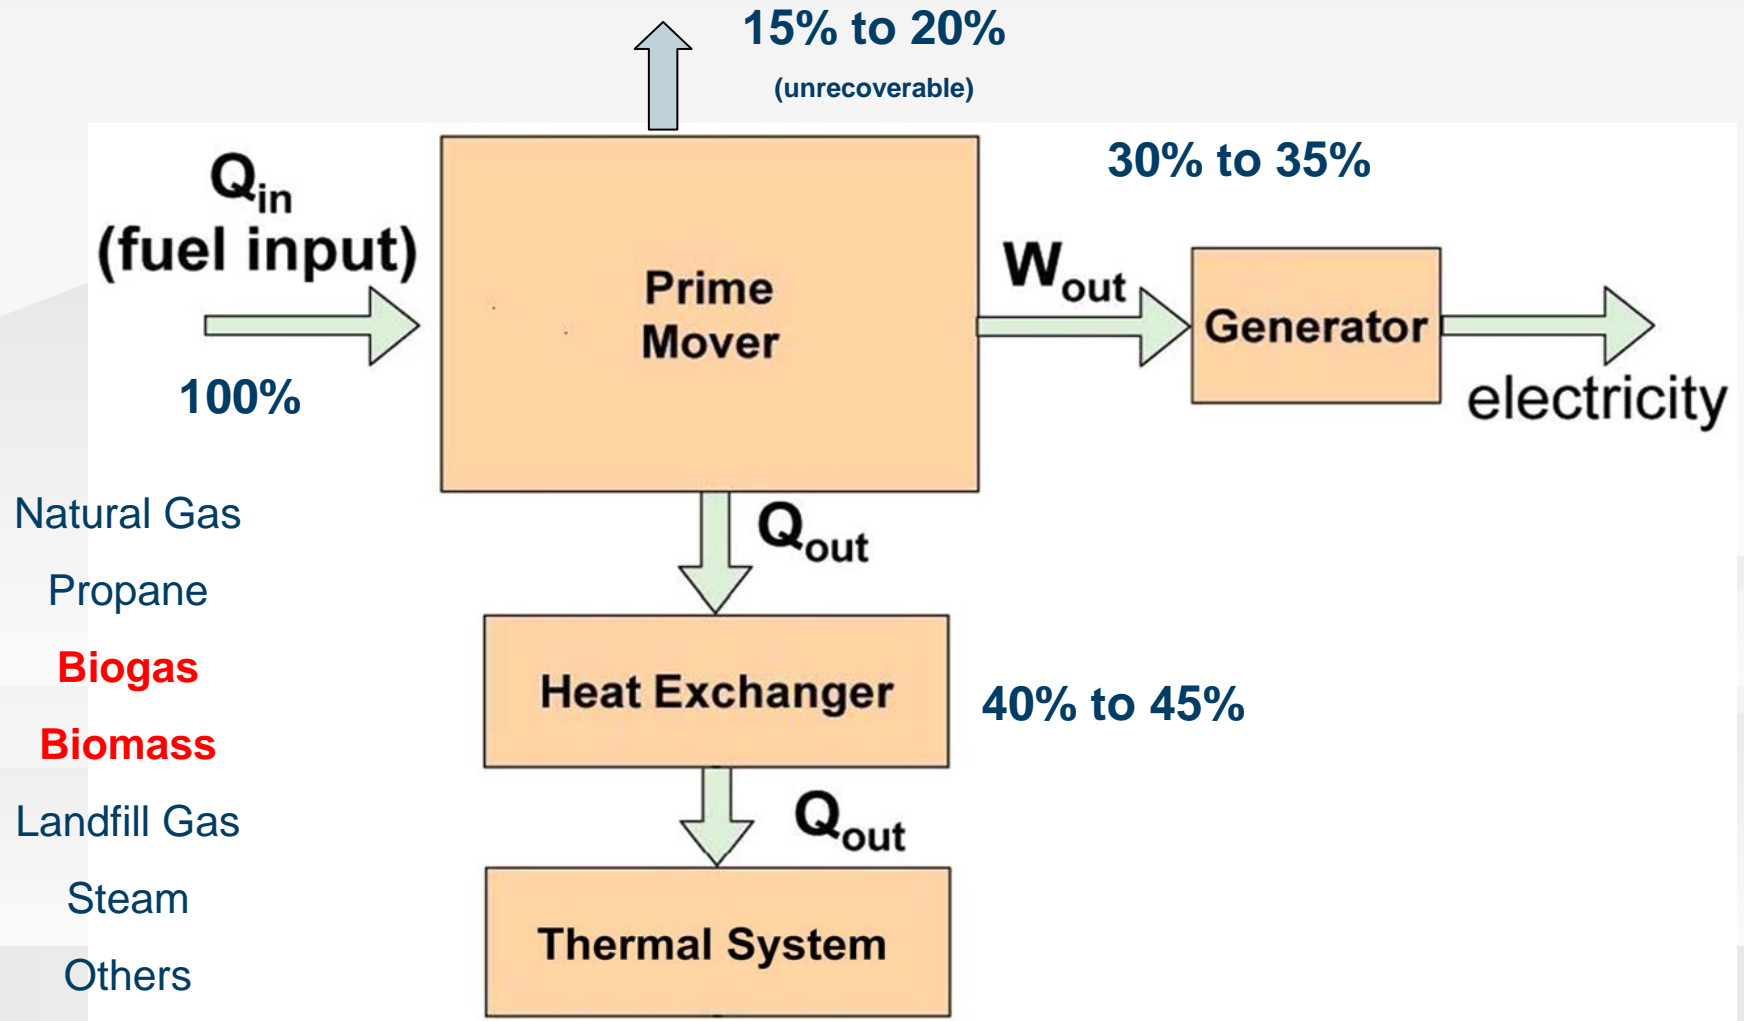 15% to 20%
(unrecoverable)
30% to 35%
Qin
(fuel input)
100%
Prime
Mover
Wout
Generator
electricity
Qout
Heat Exchanger
40% to 45%
Qout
Thermal System
Natural Gas
Propane
Biogas
Biomass
Landfill Gas
Steam
Others